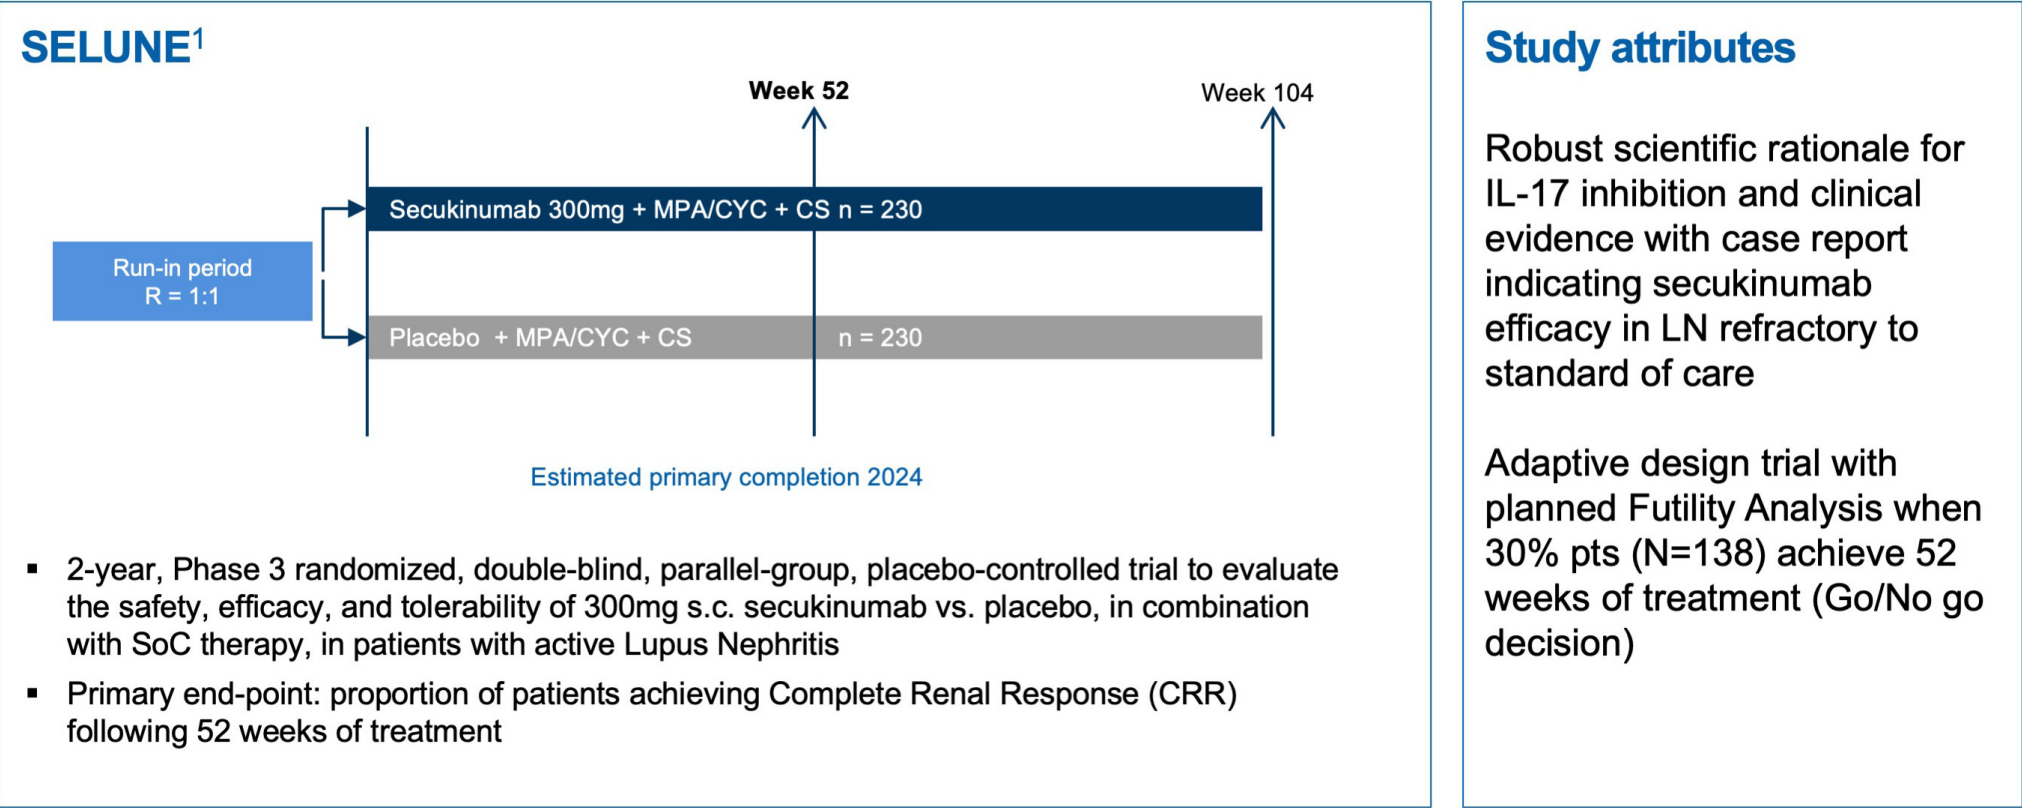 SELUNE1
Week 52
Week 104
Secukinumab 300mg + MPA/CYC + CS n = 230
Run-in period
R = 1:1
Placebo + MPA/CYC + CS n = 230
Estimated primary completion 2024
▪ 2-year, Phase 3 randomized, double-blind, parallel-group, placebo-controlled trial to evaluate
the safety, efficacy, and tolerability of 300mg s.c. secukinumab vs. placebo, in combination
with SoC therapy, in patients with active Lupus Nephritis
▪ Primary end-point: proportion of patients achieving Complete Renal Response (CRR)
following 52 weeks of treatment
Study attributes
Robust scientific rationale for
IL-17 inhibition and clinical
evidence with case report
indicating secukinumab
efficacy in LN refractory to
standard of care
Adaptive design trial with
planned Futility Analysis when
30% pts (N=138) achieve 52
weeks of treatment (Go/No go
decision)